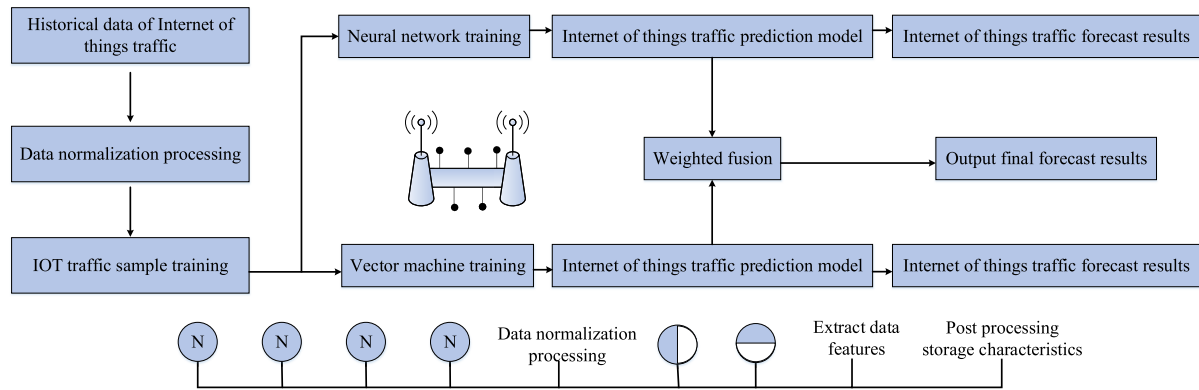 Historical data of Internet of
things traffic
Neural network training
Internet of things traffic prediction model
Internet of things traffic forecast results
Data normalization processing
Weighted fusion
Output final forecast results
IOT traffic sample training
Vector machine training
Internet of things traffic prediction model
Internet of things traffic forecast results
N
N
N
N
Data normalization
processing
Extract data
features
Post processing
storage characteristics